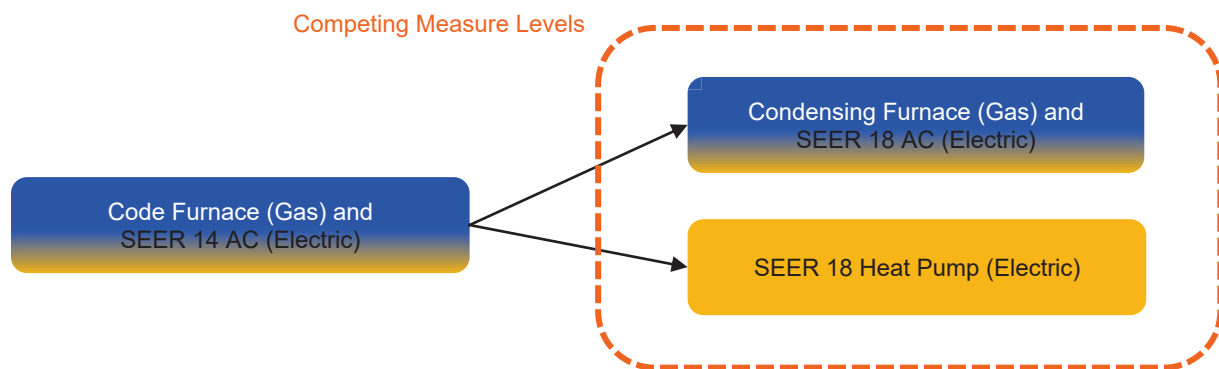 Competing Measure Levels
Condensing Furnace (Gas) and
SEER 18 AC (Electric)
Code Furnace (Gas) and
SEER 14 AC (Electric)
SEER 18 Heat Pump (Electric)